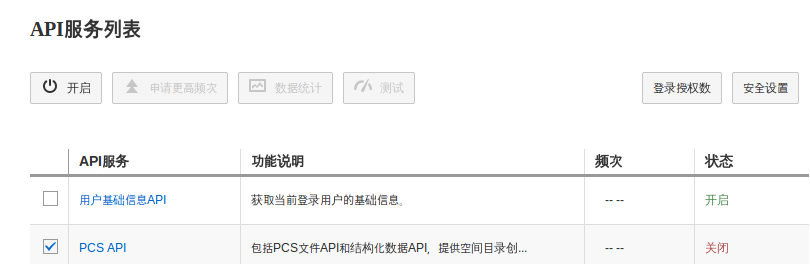 API服务列表
开启 申请更高频次 数据统计 测试 登录授权数 安全设置
API服务 功能说明 频次 状态
用户基础信息API 获取当前登录用户的基础信息。 -- -- 开启
PCS API 包括PCS文件API和结构化数据API，提供空间目录创... -- -- 关闭